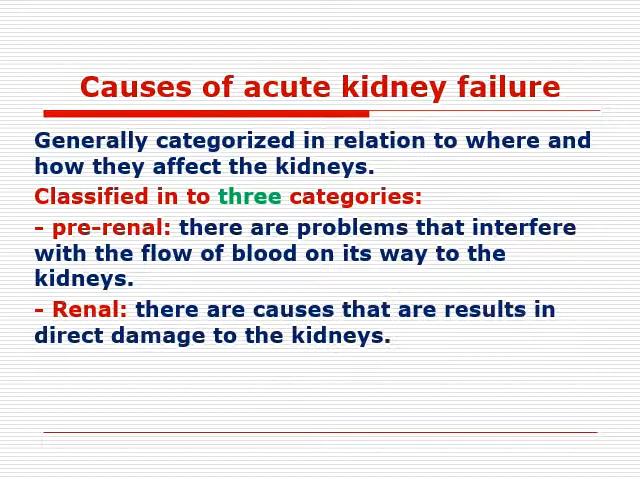 Causes of acute kidney failure
Generally categorized in relation to where and
how they affect the kidneys.
Classified in to three categories:
– pre-renal: there are problems that interfere
with the flow of blood on its way to the
kidneys.
– Renal: there are causes that are results in
direct damage to the kidneys.